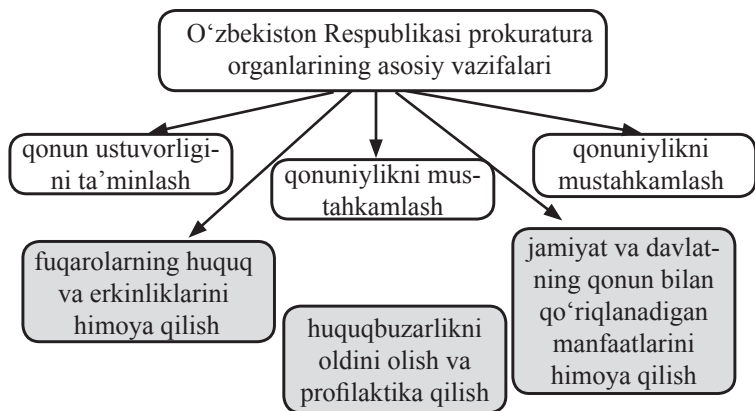 O‘zbekiston Respublikasi prokuratura
organlarining asosiy vazifalari
qonun ustuvorligi-
ni ta’minlash
qonuniylikni mus-
tahkamlash
qonuniylikni
mustahkamlash
fuqarolarning huquq
va erkinliklarini
himoya qilish
huquqbuzarlikni
oldini olish va
profilaktika qilish
jamiyat va davlat-
ning qonun bilan
qo‘riqlanadigan
manfaatlarini
himoya qilish